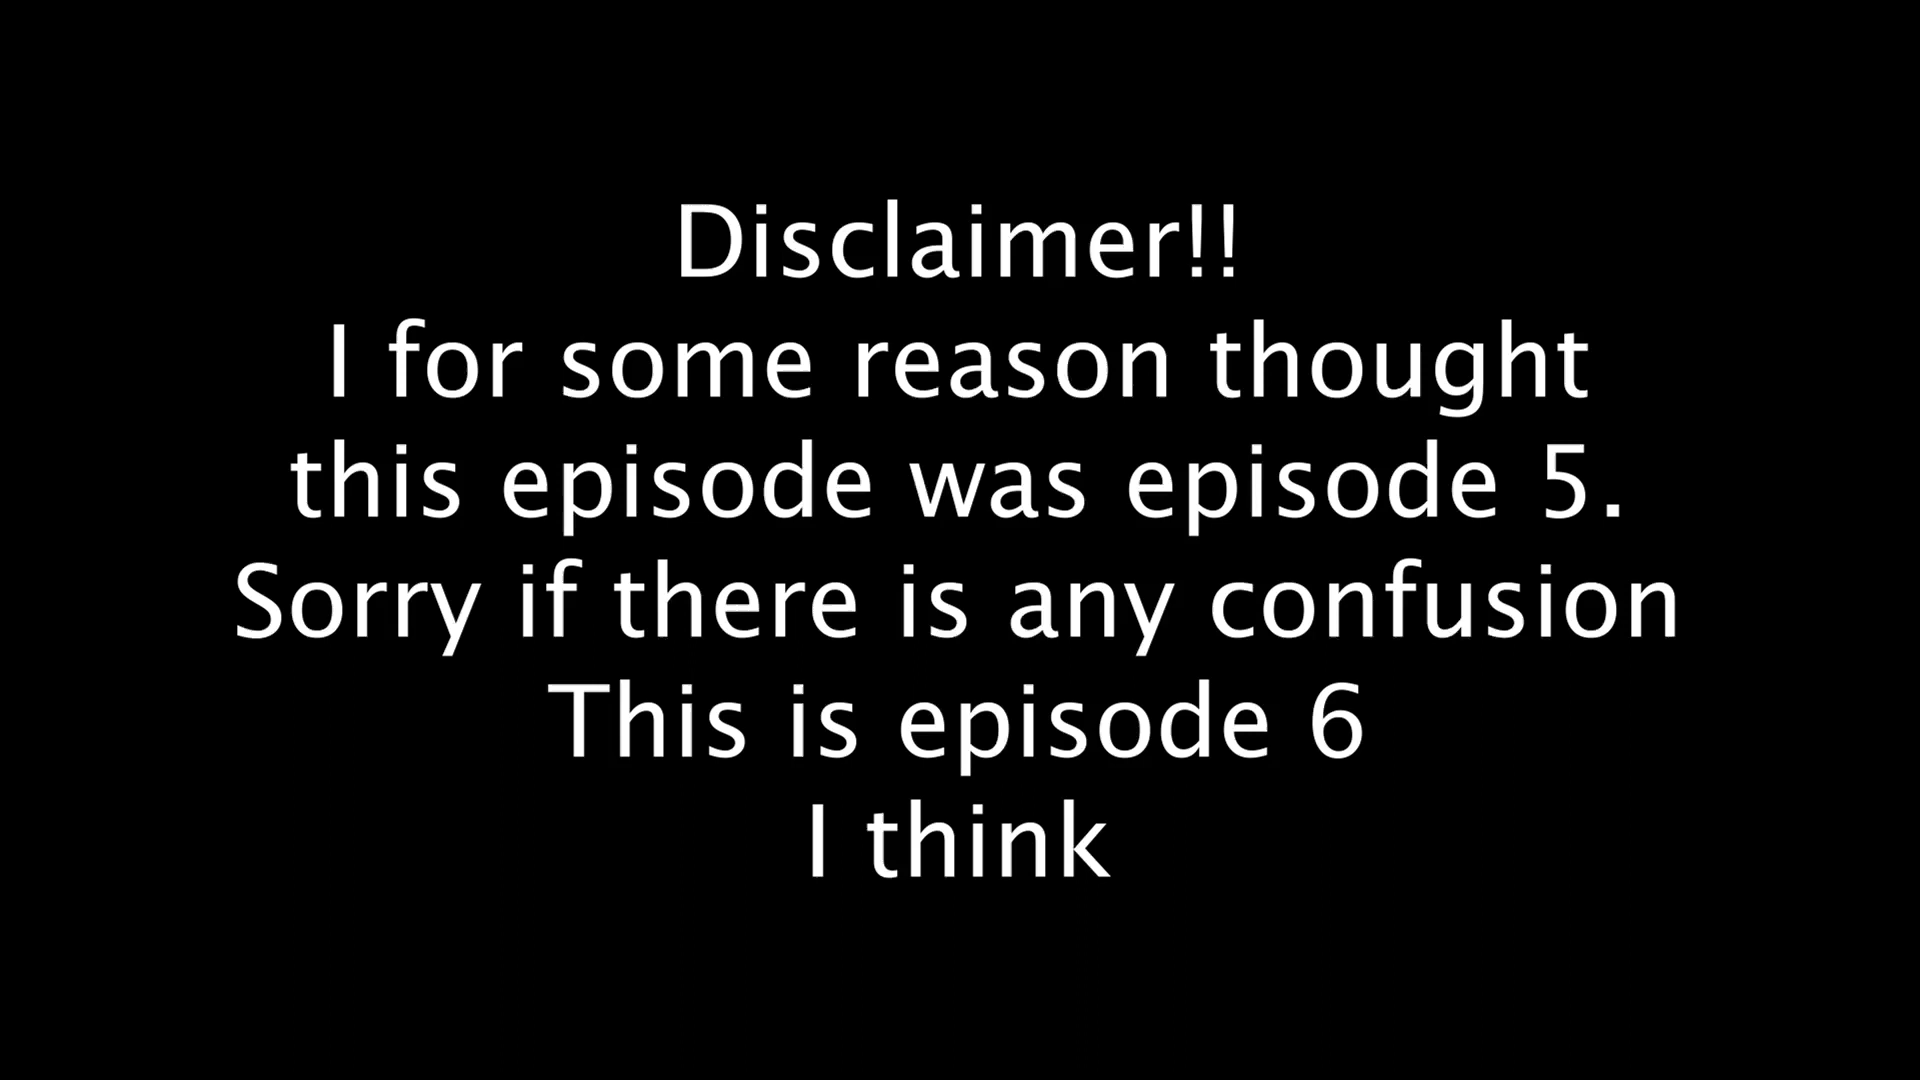 Disclaimer!!
I for some reason thought
this episode was episode 5.
Sorry if there is any confusion
This is episode 6
I think